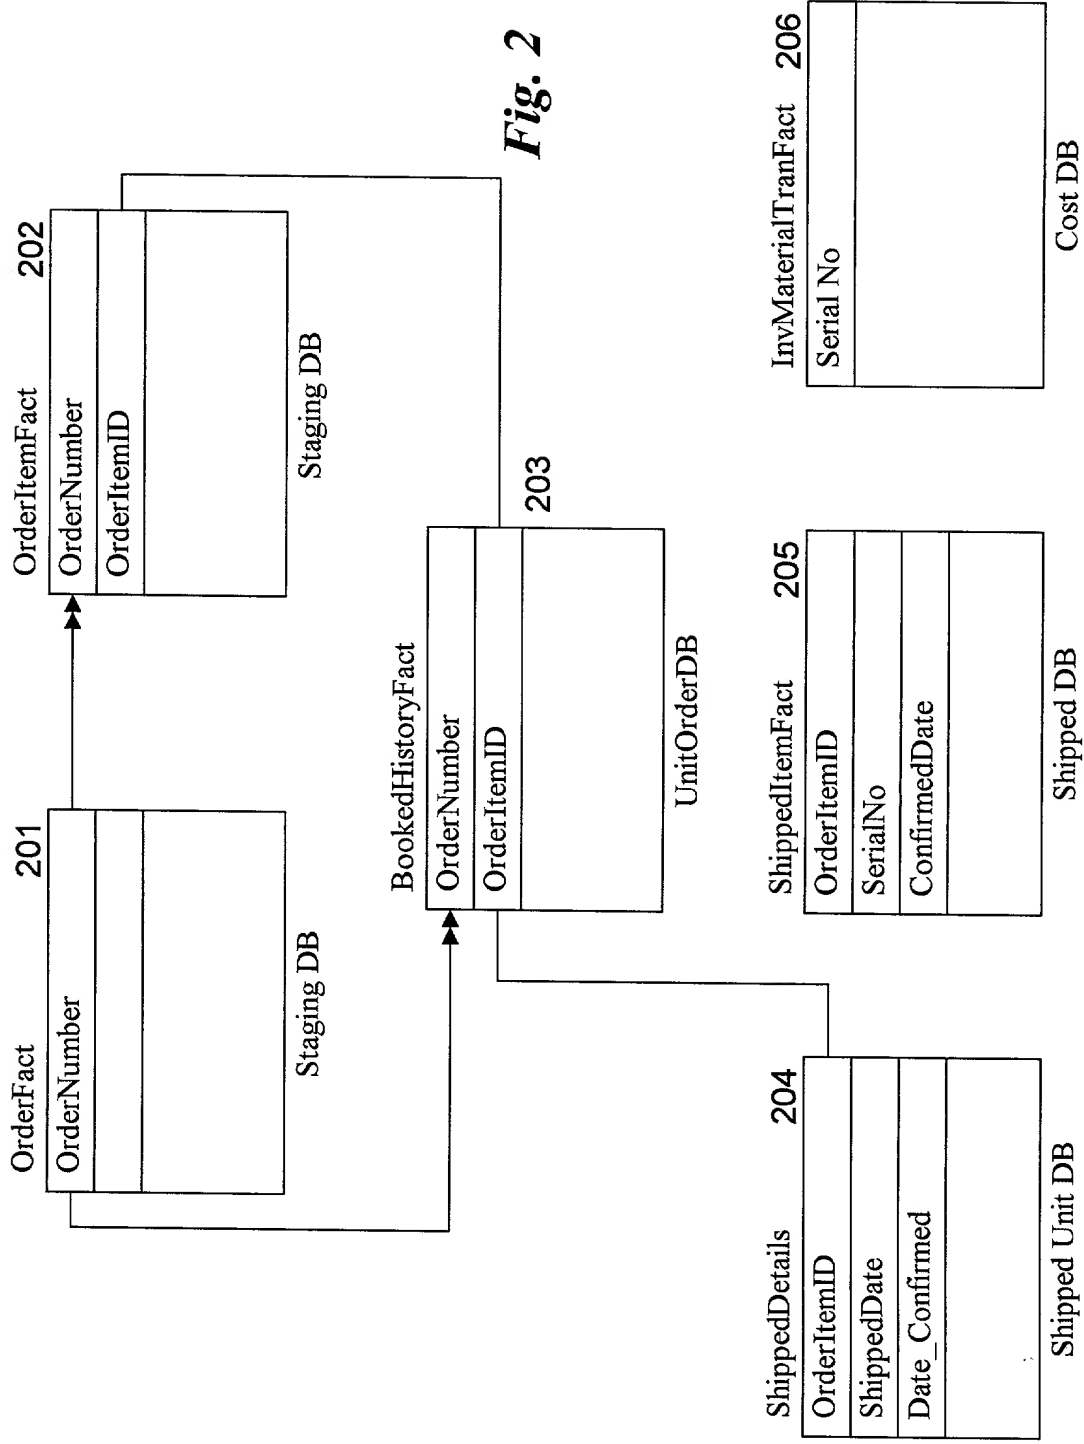 OrderFact
201
OrderNumber
Staging DB
OrderItemFact
202
OrderNumber
OrderItemID
Staging DB
BookedHistoryFact
OrderNumber
OrderItemID
203
UnitOrderDB
Fig. 2
ShippedDetails
204
OrderItemID
ShippedDate
Date_Confirmed
Shipped Unit DB
ShippedItemFact
205
OrderItemID
SerialNo
ConfirmedDate
Shipped DB
InvMaterialTranFact
206
Serial No
Cost DB